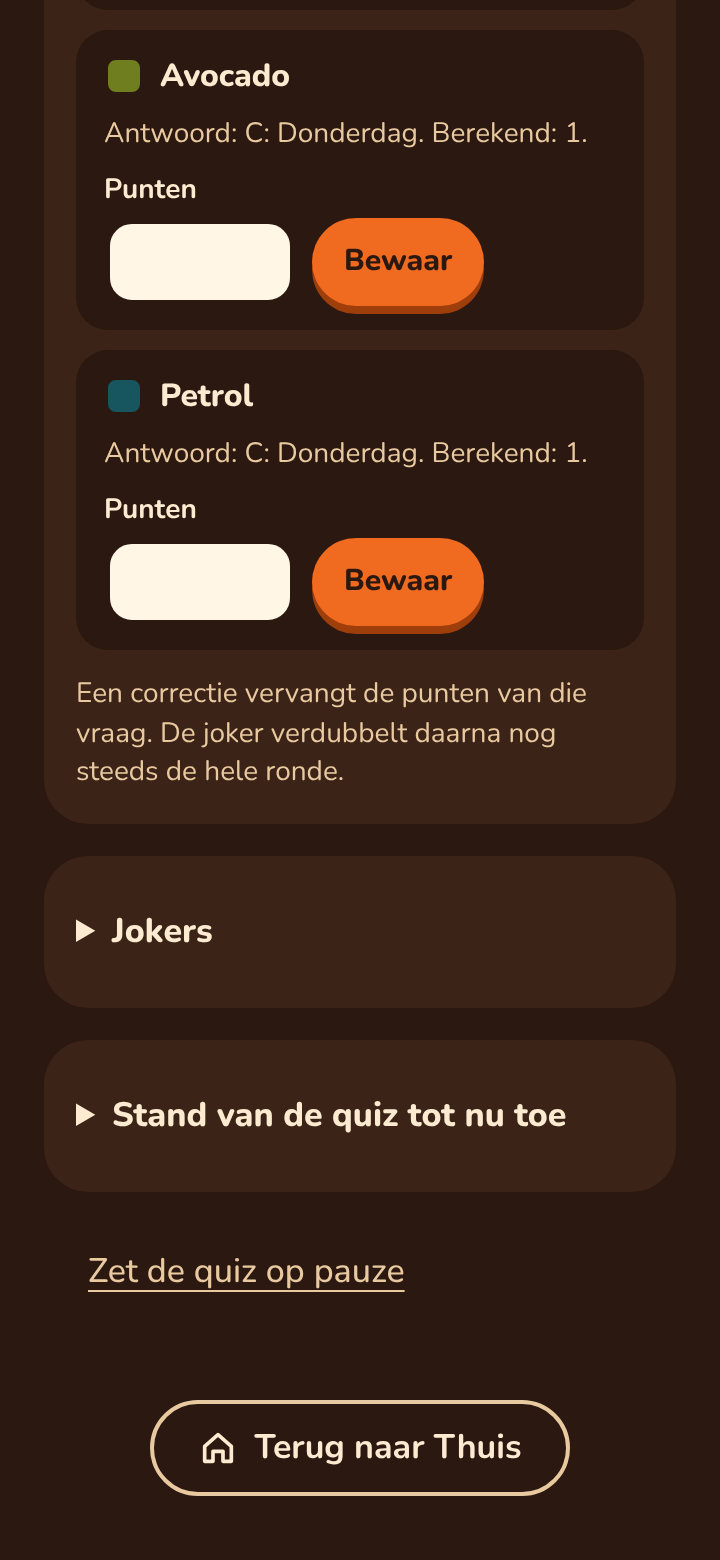 Avocado
Antwoord: C: Donderdag. Berekend: 1.
Punten
Bewaar
Petrol
Antwoord: C: Donderdag. Berekend: 1.
Punten
Bewaar
Een correctie vervangt de punten van die
vraag. De joker verdubbelt daarna nog
steeds de hele ronde.
Jokers
Stand van de quiz tot nu toe
Zet de quiz op pauze
Terug naar Thuis